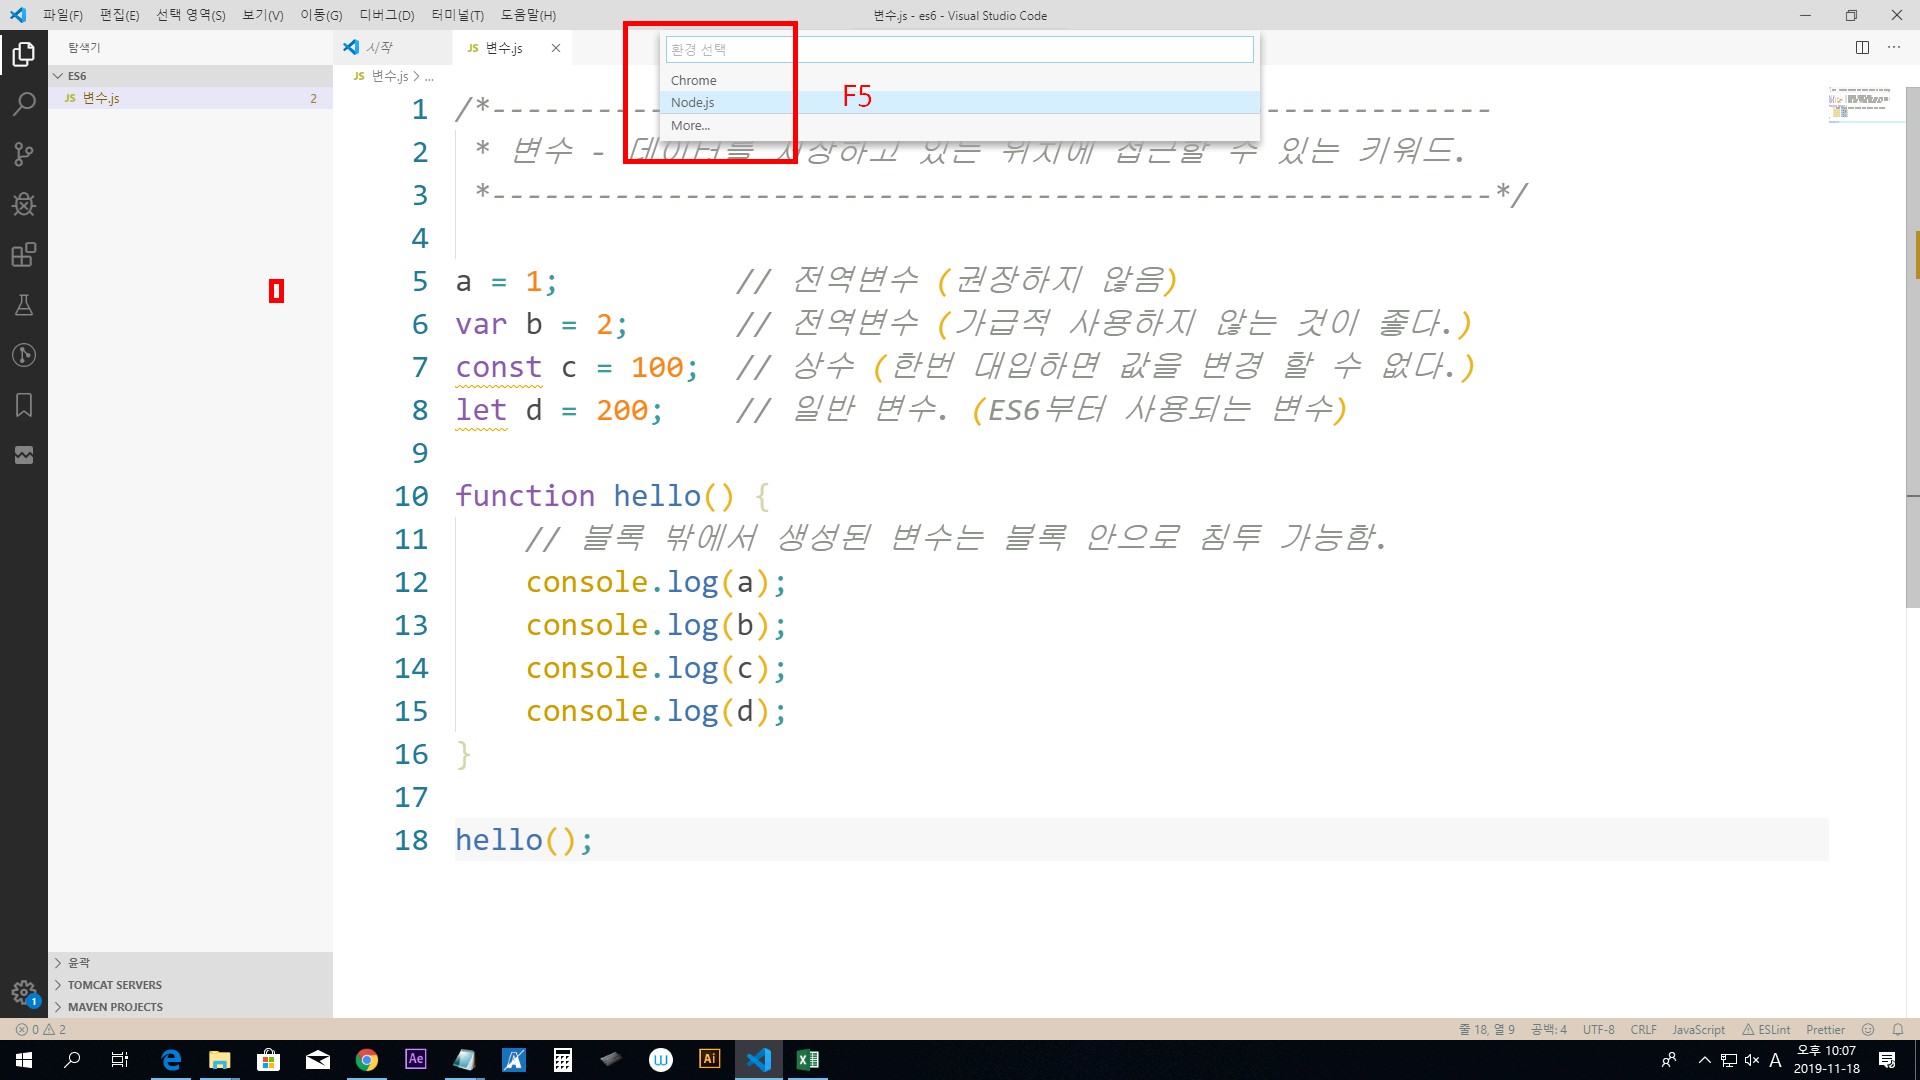 파일(F) 편집(E) 선택 영역(S) 보기(V) 이동(G) 디버그(D) 터미널(T) 도움말(H)
변수.js - es6 - Visual Studio Code
탐색기
ES6
JS 변수.js 2
시작
JS 변수.js
JS 변수.js > ...
환경 선택
Chrome
Node.js
More...
F5
1 /*----------------------------------------------------------
2 * 변수 - 데이터를 저장하고 있는 위치에 접근할 수 있는 키워드.
3 *----------------------------------------------------------*/
4
5 a = 1; // 전역변수 (권장하지 않음)
6 var b = 2; // 전역변수 (가급적 사용하지 않는 것이 좋다.)
7 const c = 100; // 상수 (한번 대입하면 값을 변경 할 수 없다.)
8 let d = 200; // 일반 변수. (ES6부터 사용되는 변수)
9
10 function hello() {
11 // 블록 밖에서 생성된 변수는 블록 안으로 침투 가능함.
12 console.log(a);
13 console.log(b);
14 console.log(c);
15 console.log(d);
16 }
17
18 hello();
윤곽
TOMCAT SERVERS
MAVEN PROJECTS
1
0 2
줄 18, 열 9 공백: 4 UTF-8 CRLF JavaScript ESLint Prettier
Ae
W
Ai
A
오후 10:07
2019-11-18